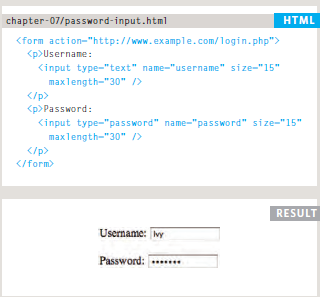 chapter-07/password-input.html HTML
<form action="http://www.example.com/login.php">
<p>Username:
<input type="text" name="username" size="15"
maxlength="30" />
</p>
<p>Password:
<input type="password" name="password" size="15"
maxlength="30" />
</p>
</form>
RESULT
Username: Ivy
Password: •••••••